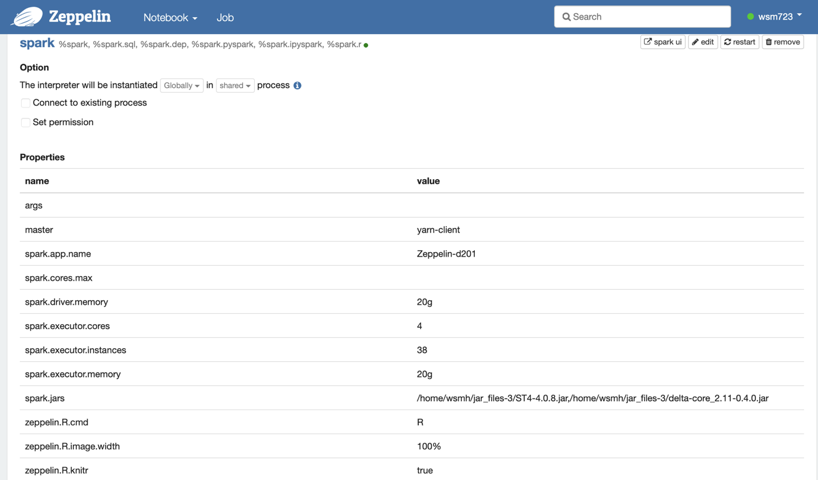 Zeppelin Notebook Job Search wsm723
spark %spark, %spark.sql, %spark.dep, %spark.pyspark, %spark.ipyspark, %spark.r spark ui edit restart remove
Option
The interpreter will be instantiated Globally in shared process
Connect to existing process
Set permission
Properties
name value
args
master yarn-client
spark.app.name Zeppelin-d201
spark.cores.max
spark.driver.memory 20g
spark.executor.cores 4
spark.executor.instances 38
spark.executor.memory 20g
spark.jars /home/wsmh/jar_files-3/ST4-4.0.8.jar,/home/wsmh/jar_files-3/delta-core_2.11-0.4.0.jar
zeppelin.R.cmd R
zeppelin.R.image.width 100%
zeppelin.R.knitr true